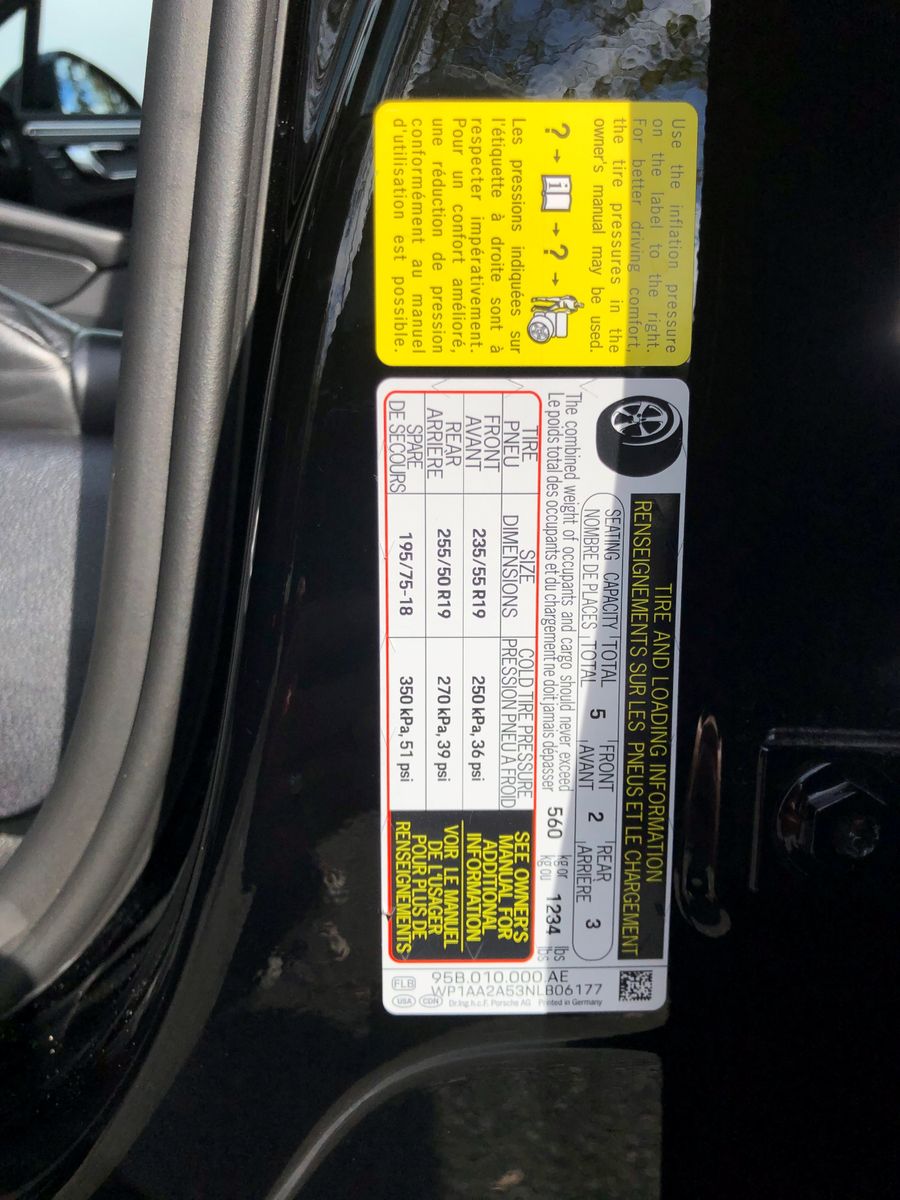 Use the inflation pressure
on the label to the right.
For better driving comfort,
the tire pressures in the
owner's manual may be used.
? → i → ? →
Les pressions indiquées sur
l'étiquette à droite sont à
respecter impérativement.
Pour un confort amélioré,
une réduction de pression
conformément au manuel
d'utilisation est possible.
TIRE AND LOADING INFORMATION
RENSEIGNEMENTS SUR LES PNEUS ET LE CHARGEMENT
SEATING CAPACITY TOTAL 5 FRONT 2 REAR 3
NOMBRE DE PLACES TOTAL AVANT ARRIÈRE
The combined weight of occupants and cargo should never exceed 560 kg or 1234 lbs
Le poids total des occupants et du chargement ne doit jamais dépasser kg ou lbs
TIRE SIZE COLD TIRE PRESSURE
PNEU DIMENSIONS PRESSION PNEU À FROID
FRONT
AVANT 235/55 R19 250 kPa, 36 psi
REAR
ARRIÈRE 255/50 R19 270 kPa, 39 psi
SPARE
DE SECOURS 195/75-18 350 kPa, 51 psi
SEE OWNER'S
MANUAL FOR
ADDITIONAL
INFORMATION
VOIR LE MANUEL
DE L'USAGER
POUR PLUS DE
RENSEIGNEMENTS
95B.010.000 AE
WP1AA2A53NLB06177
Dr.Ing.h.c.F. Porsche AG Printed in Germany
FLB
USA CDN